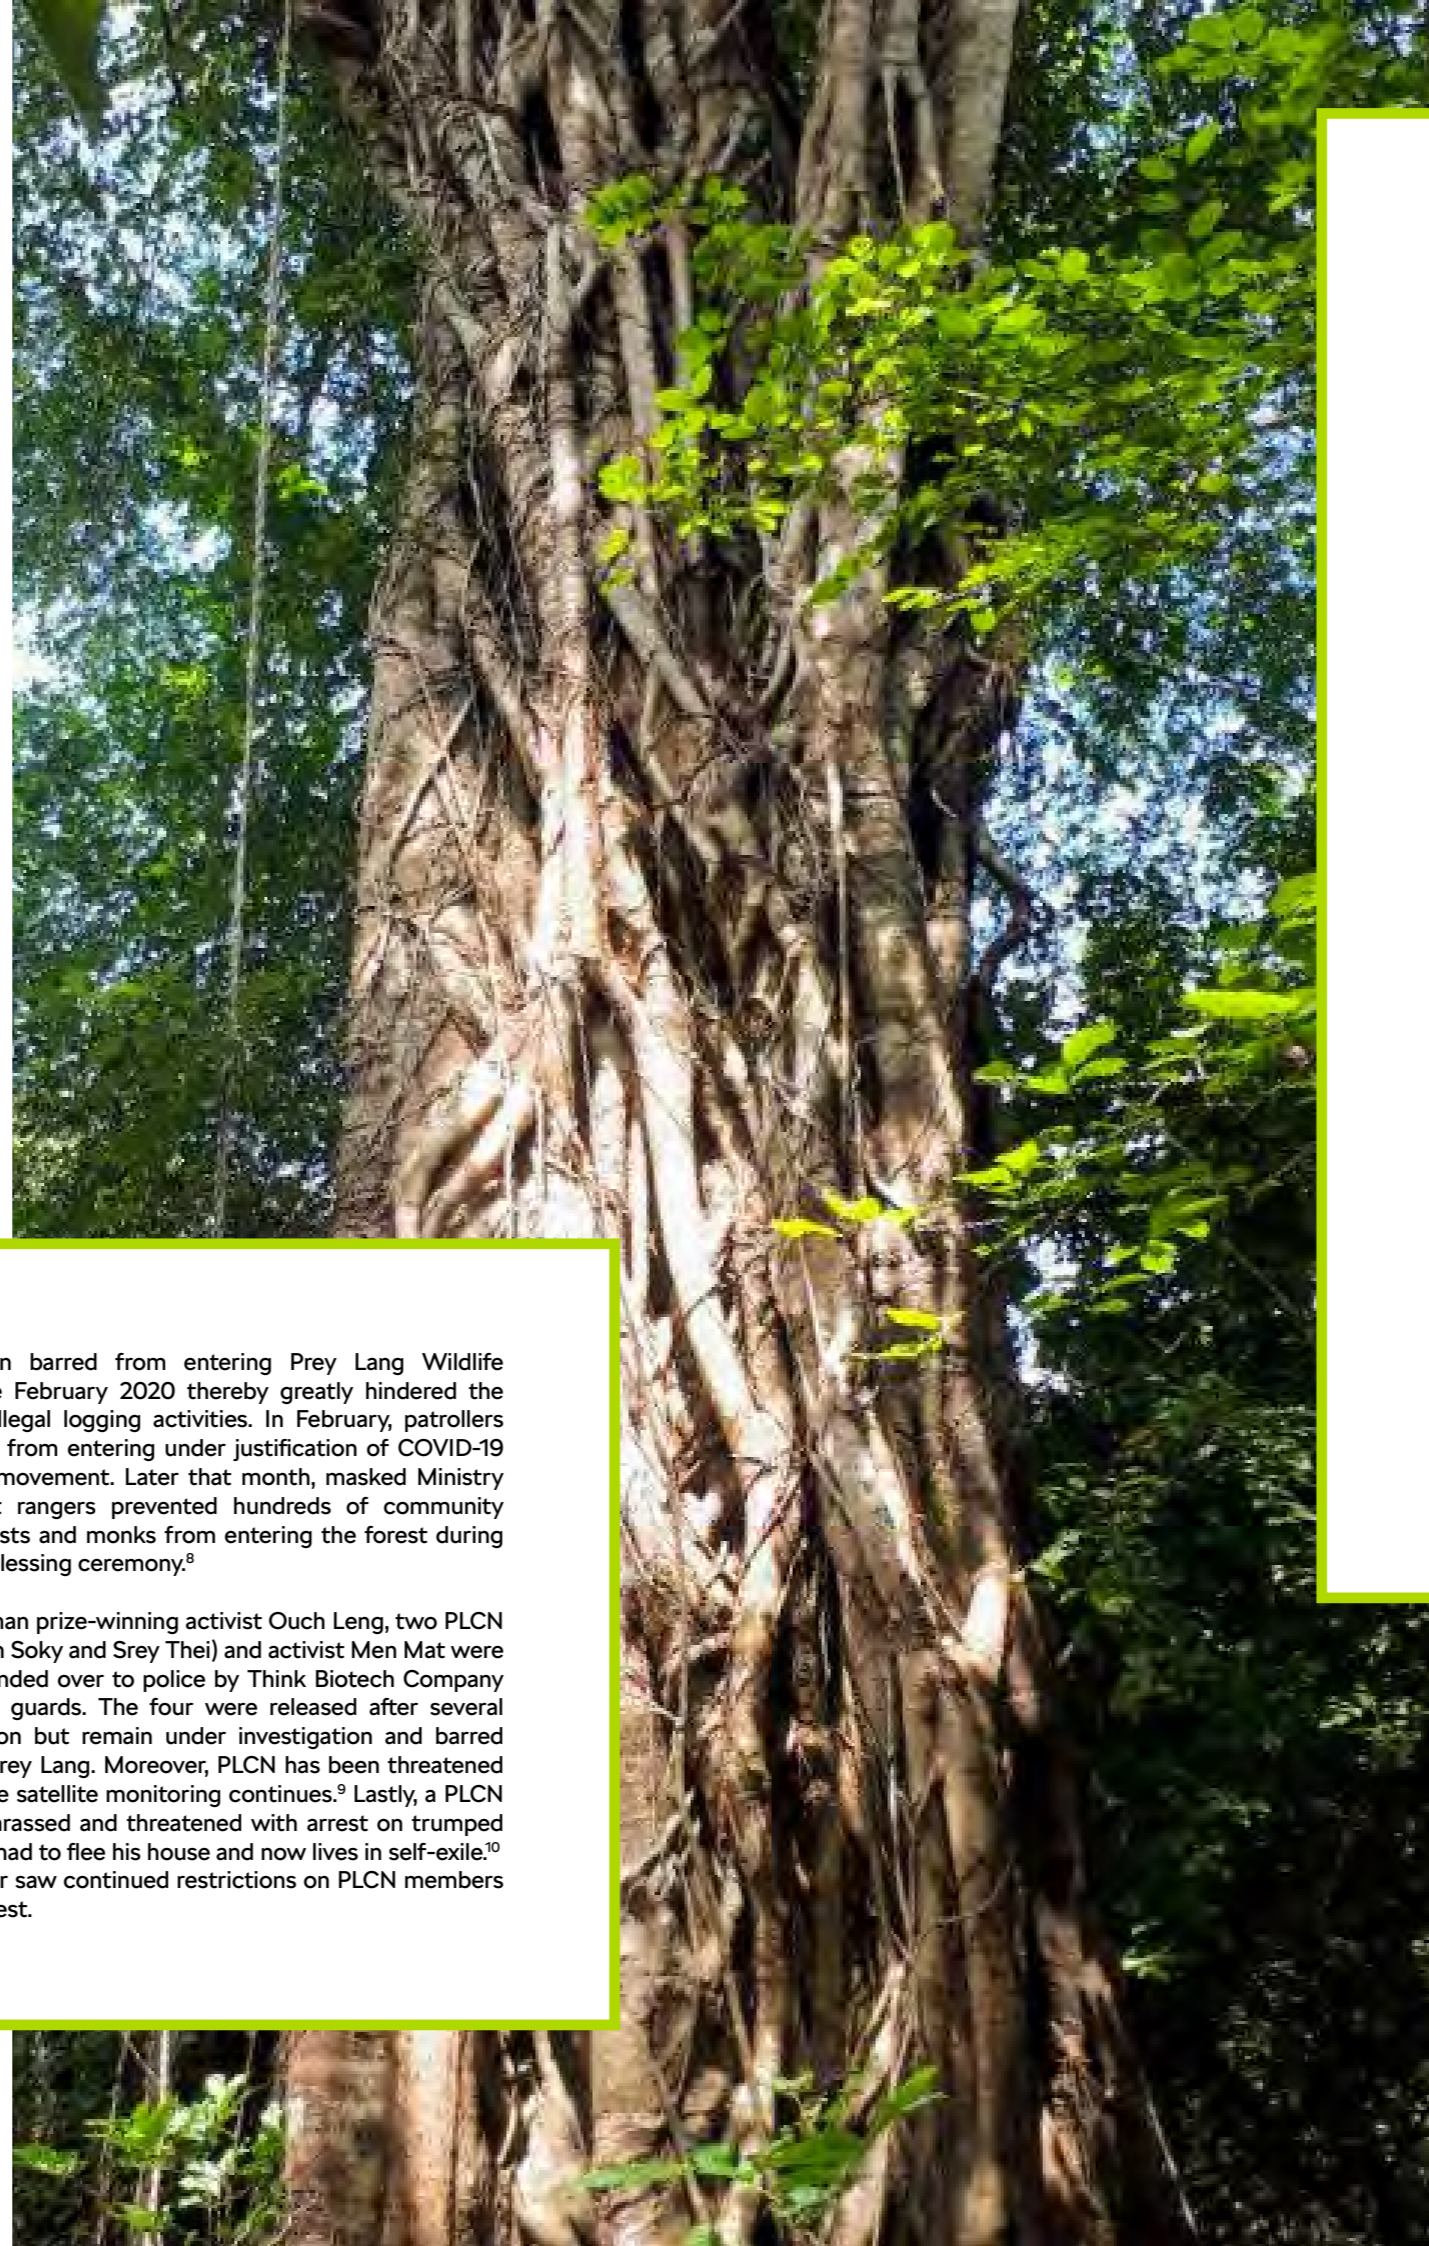 n barred from entering Prey Lang Wildlife
e February 2020 thereby greatly hindered the
llegal logging activities. In February, patrollers
from entering under justification of COVID-19
movement. Later that month, masked Ministry
t rangers prevented hundreds of community
sts and monks from entering the forest during
lessing ceremony.⁸
nan prize-winning activist Ouch Leng, two PLCN
n Soky and Srey Thei) and activist Men Mat were
nded over to police by Think Biotech Company
guards. The four were released after several
on but remain under investigation and barred
rey Lang. Moreover, PLCN has been threatened
e satellite monitoring continues.⁹ Lastly, a PLCN
arassed and threatened with arrest on trumped
had to flee his house and now lives in self-exile.¹⁰
r saw continued restrictions on PLCN members
est.